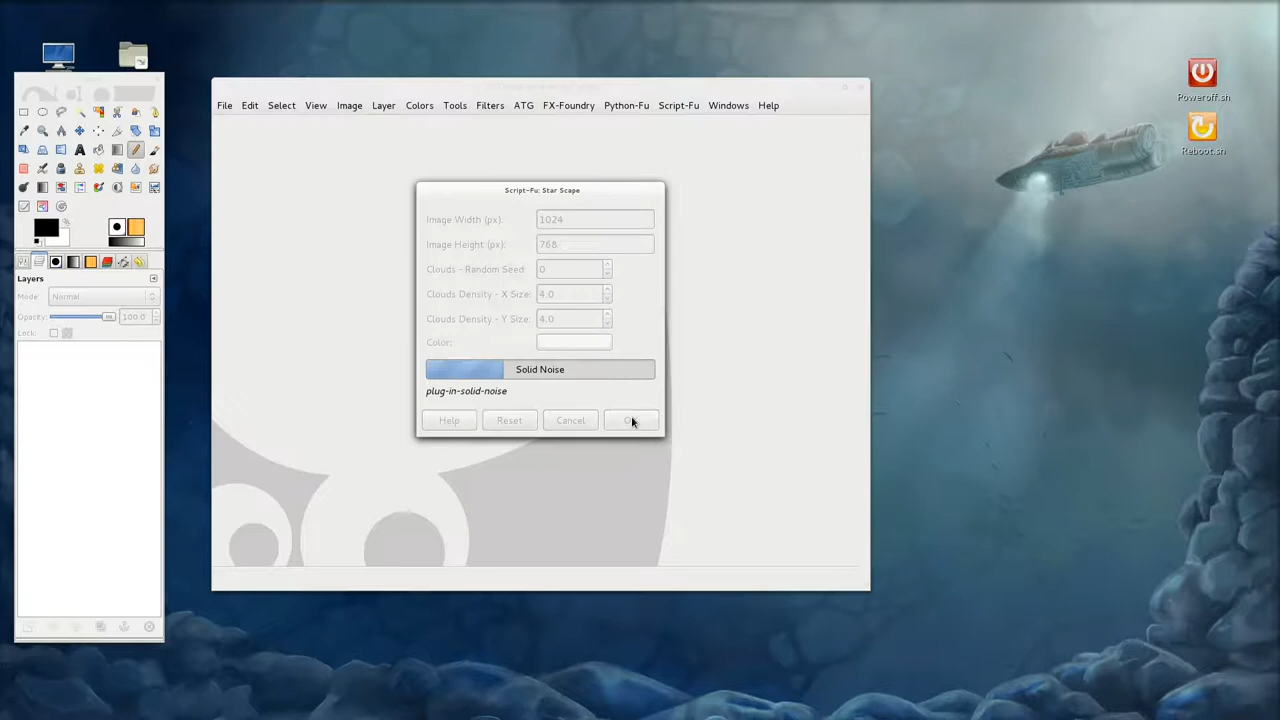 File Edit Select View Image Layer Colors Tools Filters ATG FX-Foundry Python-Fu Script-Fu Windows Help
Poweroff.sh
Reboot.sh
Script-Fu: Star Scape
Image Width (px): 1024
Image Height (px): 768
Clouds - Random Seed: 0
Clouds Density - X Size: 4.0
Clouds Density - Y Size: 4.0
Color:
Solid Noise
plug-in-solid-noise
Help Reset Cancel
Layers
Mode: Normal
Opacity: 100.0
Lock: